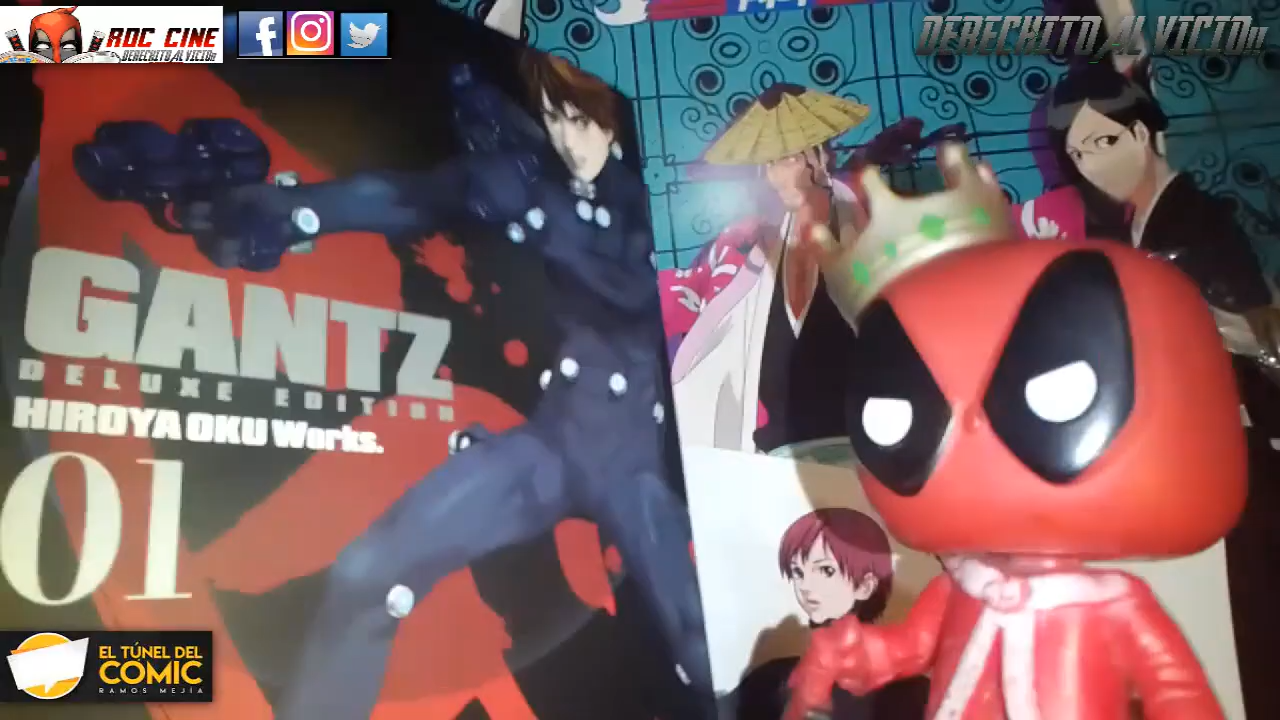 ROC CINE
DERECHITO AL VICIO!!
DERECHITO AL VICIO!!
GANTZ
DELUXE EDITION
HIROYA OKU Works.
01
EL TÚNEL DEL
COMIC
RAMOS MEJÍA